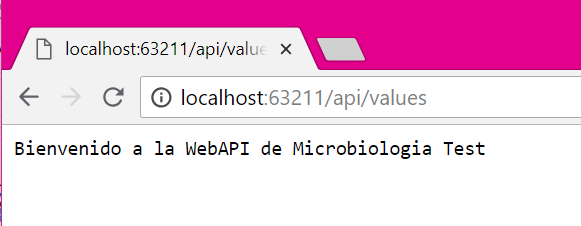 localhost:63211/api/value
localhost:63211/api/values
Bienvenido a la WebAPI de Microbiologia Test